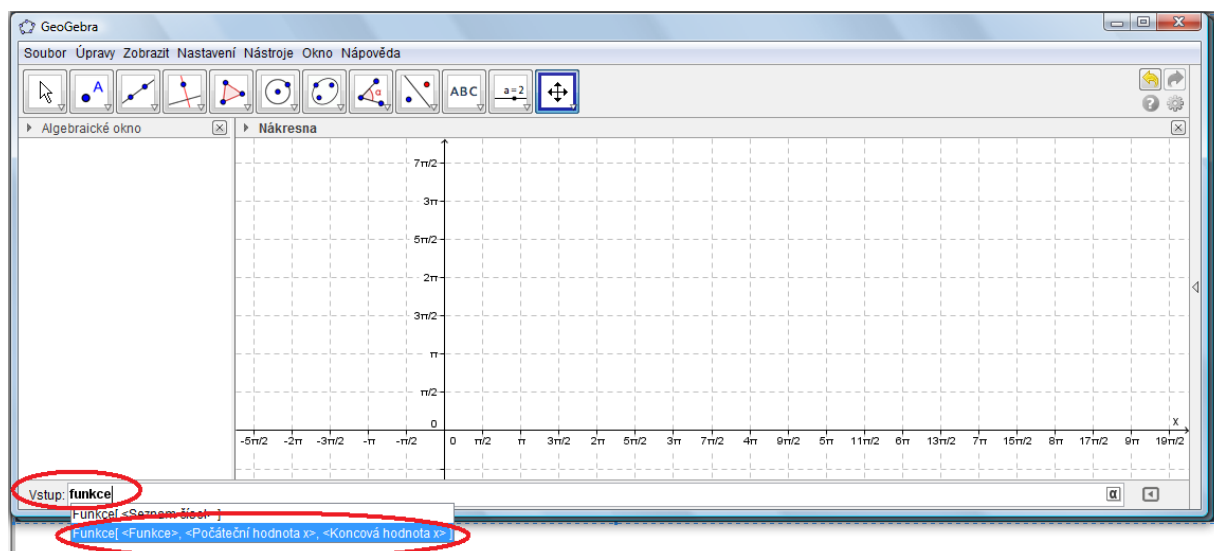 GeoGebra
Soubor Úpravy Zobrazit Nastavení Nástroje Okno Nápověda
A α ABC a=2
Algebraické okno
Nákresna
7π/2
3π
5π/2
2π
3π/2
π
π/2
0
x
-5π/2 -2π -3π/2 -π -π/2 0 π/2 π 3π/2 2π 5π/2 3π 7π/2 4π 9π/2 5π 11π/2 6π 13π/2 7π 15π/2 8π 17π/2 9π 19π/2
Vstup: funkce α
Funkce[ <Seznam čísel> ]
Funkce[ <Funkce>, <Počáteční hodnota x>, <Koncová hodnota x> ]